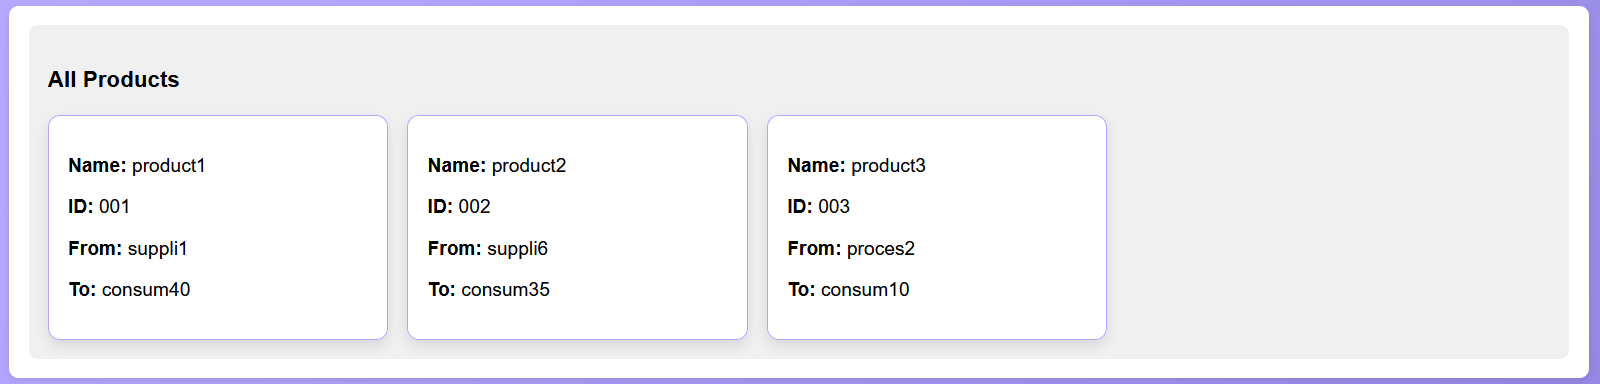 All Products
Name: product1
ID: 001
From: suppli1
To: consum40
Name: product2
ID: 002
From: suppli6
To: consum35
Name: product3
ID: 003
From: proces2
To: consum10